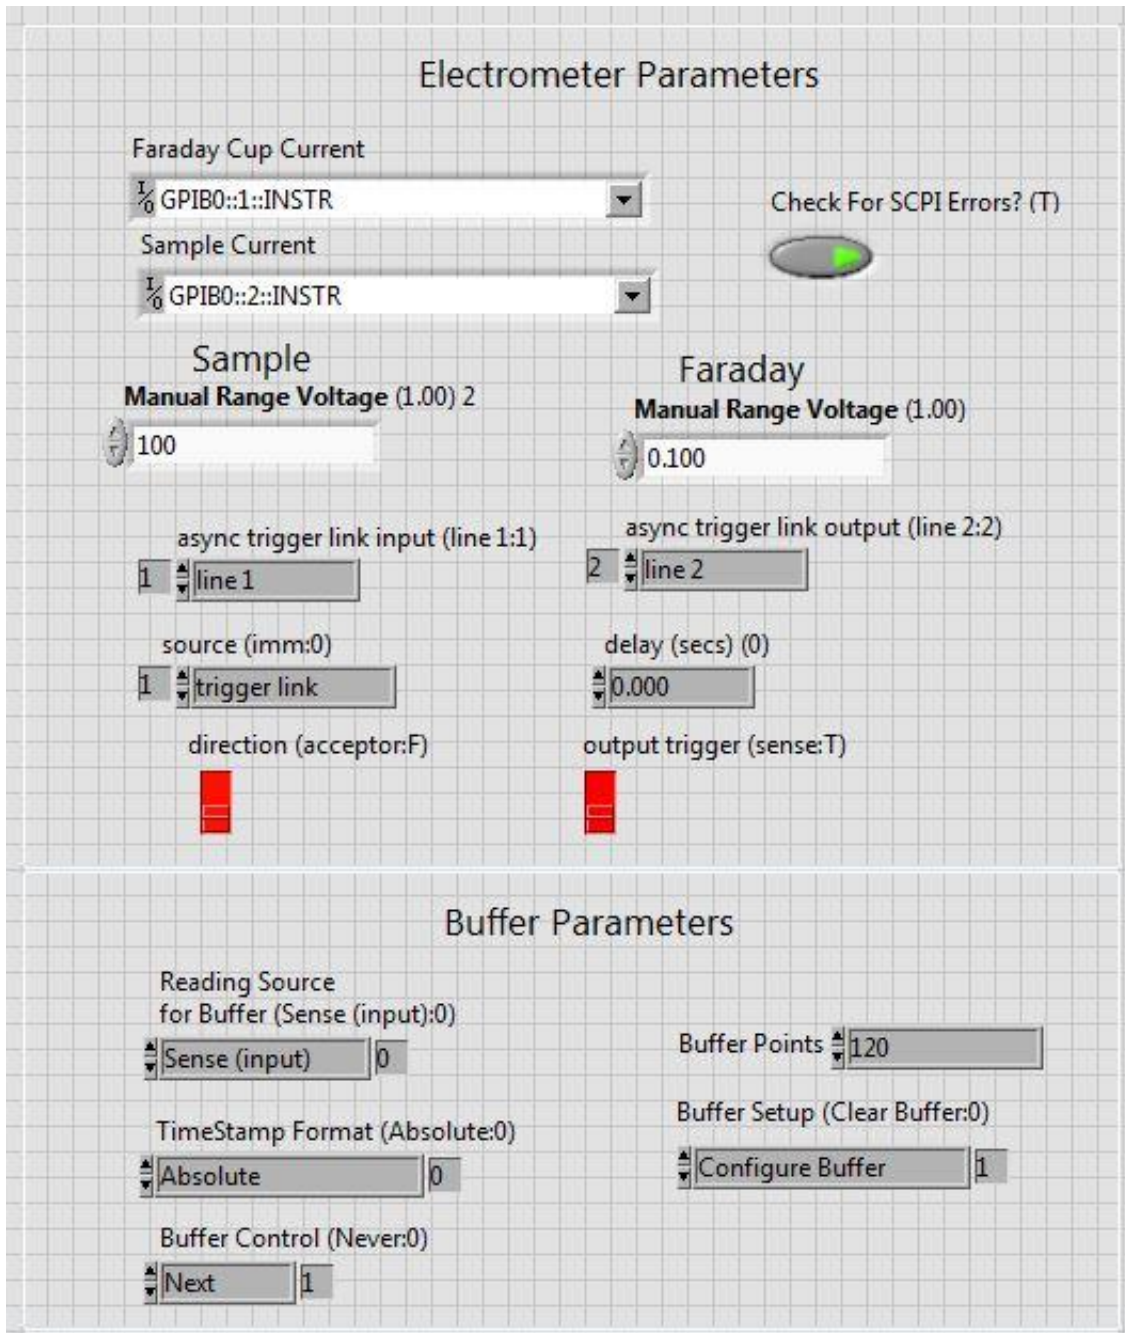 Electrometer Parameters
Faraday Cup Current
I/O GPIB0::1::INSTR
Check For SCPI Errors? (T)
Sample Current
I/O GPIB0::2::INSTR
Sample
Manual Range Voltage (1.00) 2
100
Faraday
Manual Range Voltage (1.00)
0.100
async trigger link input (line 1:1)
1 line 1
async trigger link output (line 2:2)
2 line 2
source (imm:0)
1 trigger link
delay (secs) (0)
0.000
direction (acceptor:F)
output trigger (sense:T)
Buffer Parameters
Reading Source
for Buffer (Sense (input):0)
Sense (input) 0
Buffer Points 120
TimeStamp Format (Absolute:0)
Absolute 0
Buffer Setup (Clear Buffer:0)
Configure Buffer 1
Buffer Control (Never:0)
Next 1